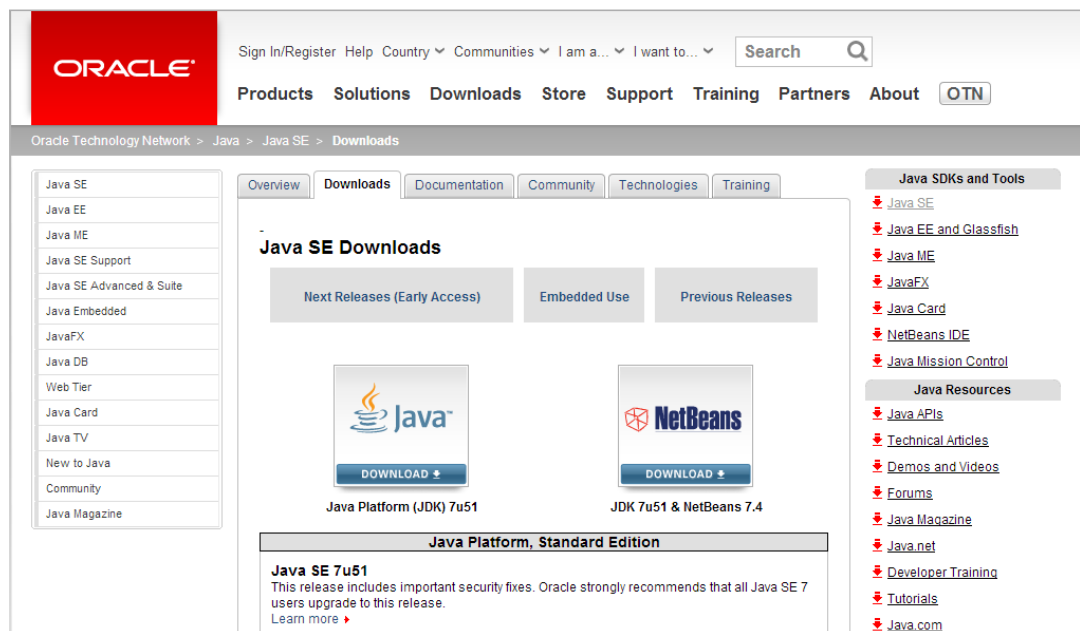 ORACLE
Sign In/Register Help Country Communities I am a... I want to... Search
Products Solutions Downloads Store Support Training Partners About OTN
Oracle Technology Network > Java > Java SE > Downloads
Java SE
Java EE
Java ME
Java SE Support
Java SE Advanced & Suite
Java Embedded
JavaFX
Java DB
Web Tier
Java Card
Java TV
New to Java
Community
Java Magazine
Overview Downloads Documentation Community Technologies Training
-
Java SE Downloads
Next Releases (Early Access) Embedded Use Previous Releases
Java NetBeans
DOWNLOAD DOWNLOAD
Java Platform (JDK) 7u51 JDK 7u51 & NetBeans 7.4
Java Platform, Standard Edition
Java SE 7u51
This release includes important security fixes. Oracle strongly recommends that all Java SE 7
users upgrade to this release.
Learn more
Java SDKs and Tools
Java SE
Java EE and Glassfish
Java ME
JavaFX
Java Card
NetBeans IDE
Java Mission Control
Java Resources
Java APIs
Technical Articles
Demos and Videos
Forums
Java Magazine
Java.net
Developer Training
Tutorials
Java.com